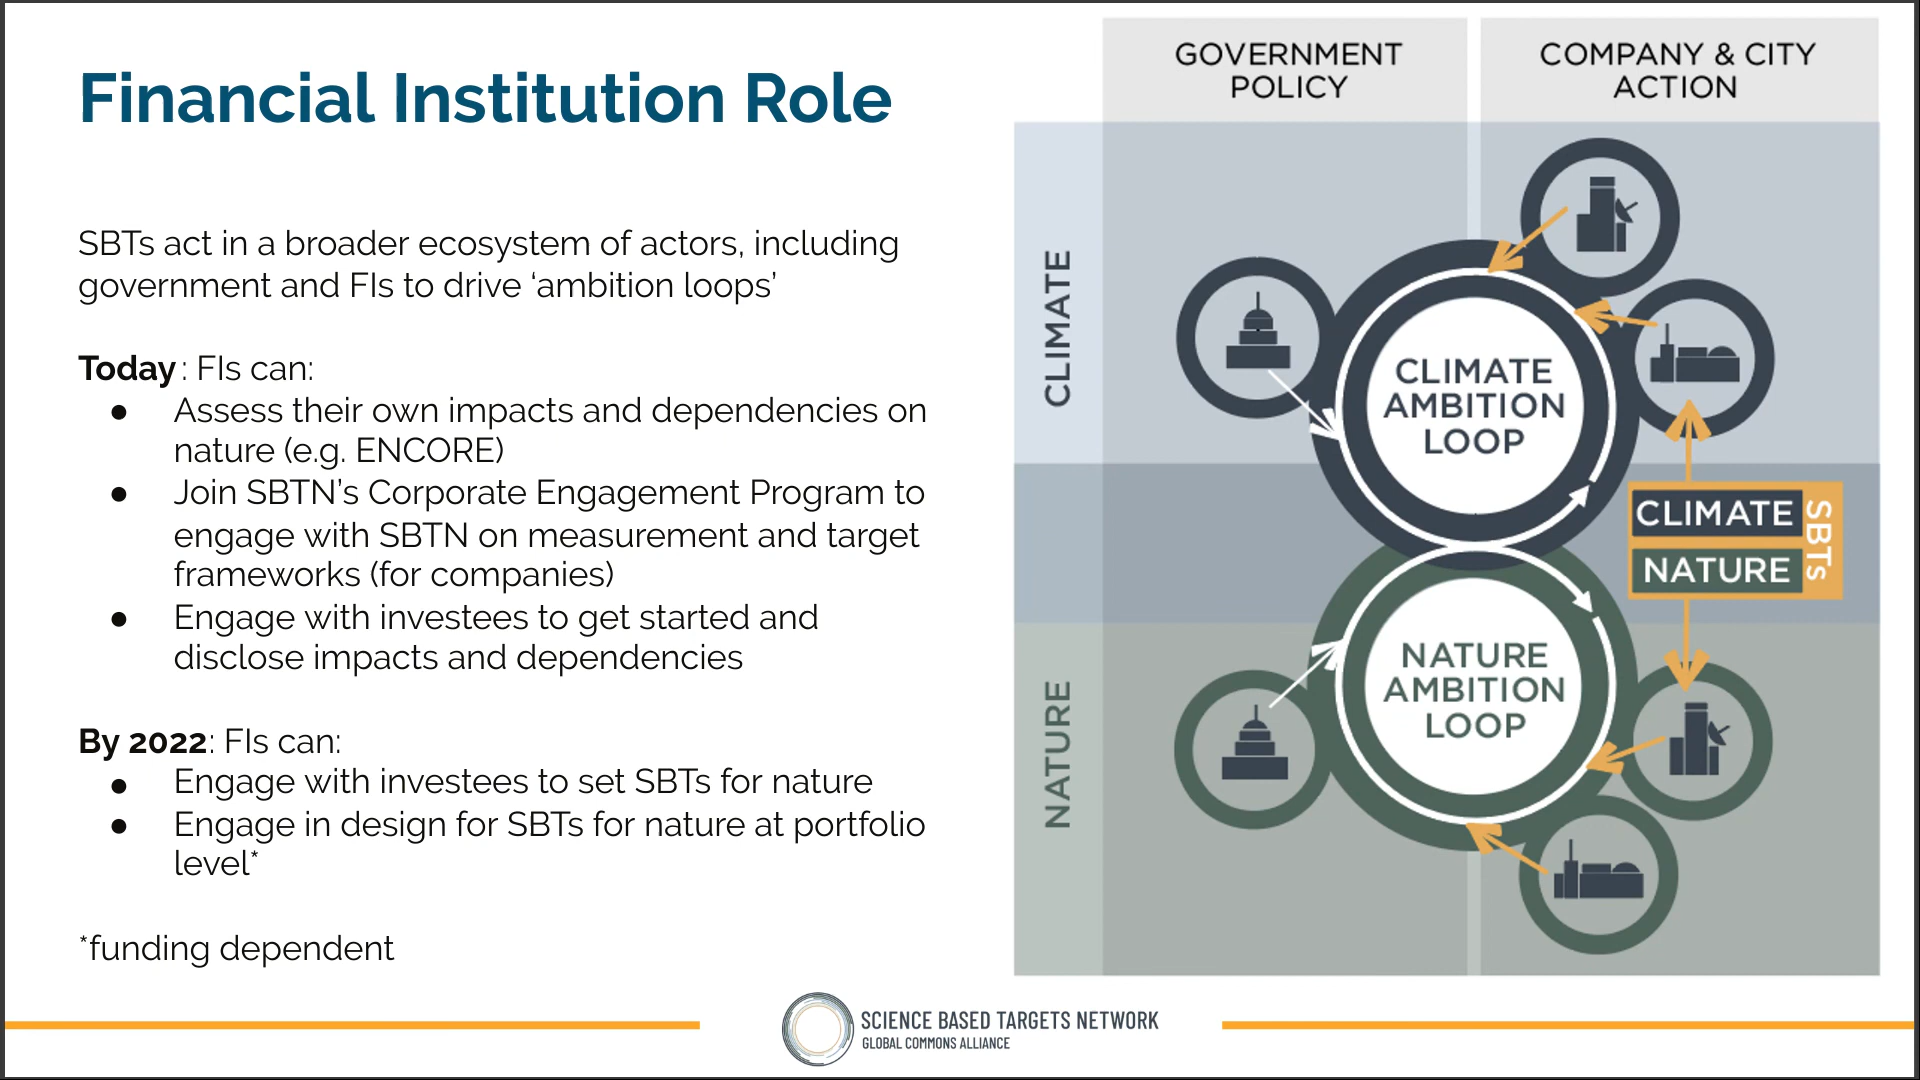 Financial Institution Role
SBTs act in a broader ecosystem of actors, including
government and FIs to drive ‘ambition loops’
Today: FIs can:
● Assess their own impacts and dependencies on
nature (e.g. ENCORE)
● Join SBTN’s Corporate Engagement Program to
engage with SBTN on measurement and target
frameworks (for companies)
● Engage with investees to get started and
disclose impacts and dependencies
By 2022: FIs can:
● Engage with investees to set SBTs for nature
● Engage in design for SBTs for nature at portfolio
level*
*funding dependent
GOVERNMENT
POLICY
COMPANY & CITY
ACTION
CLIMATE
CLIMATE
AMBITION
LOOP
CLIMATE
NATURE
SBTs
NATURE
NATURE
AMBITION
LOOP
SCIENCE BASED TARGETS NETWORK
GLOBAL COMMONS ALLIANCE